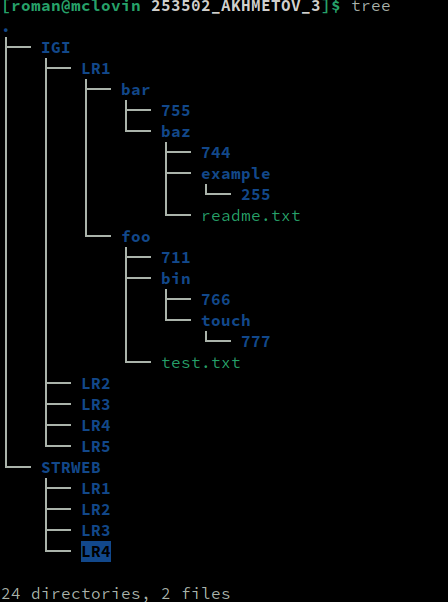 [roman@mclovin 253502_AKHMETOV_3]$ tree
.
├── IGI
│   ├── LR1
│   │   ├── bar
│   │   │   ├── 755
│   │   │   └── baz
│   │   │       ├── 744
│   │   │       ├── example
│   │   │       │   └── 255
│   │   │       └── readme.txt
│   │   └── foo
│   │       ├── 711
│   │       ├── bin
│   │       │   ├── 766
│   │       │   └── touch
│   │       │       └── 777
│   │       └── test.txt
│   ├── LR2
│   ├── LR3
│   ├── LR4
│   └── LR5
└── STRWEB
    ├── LR1
    ├── LR2
    ├── LR3
    └── LR4
24 directories, 2 files